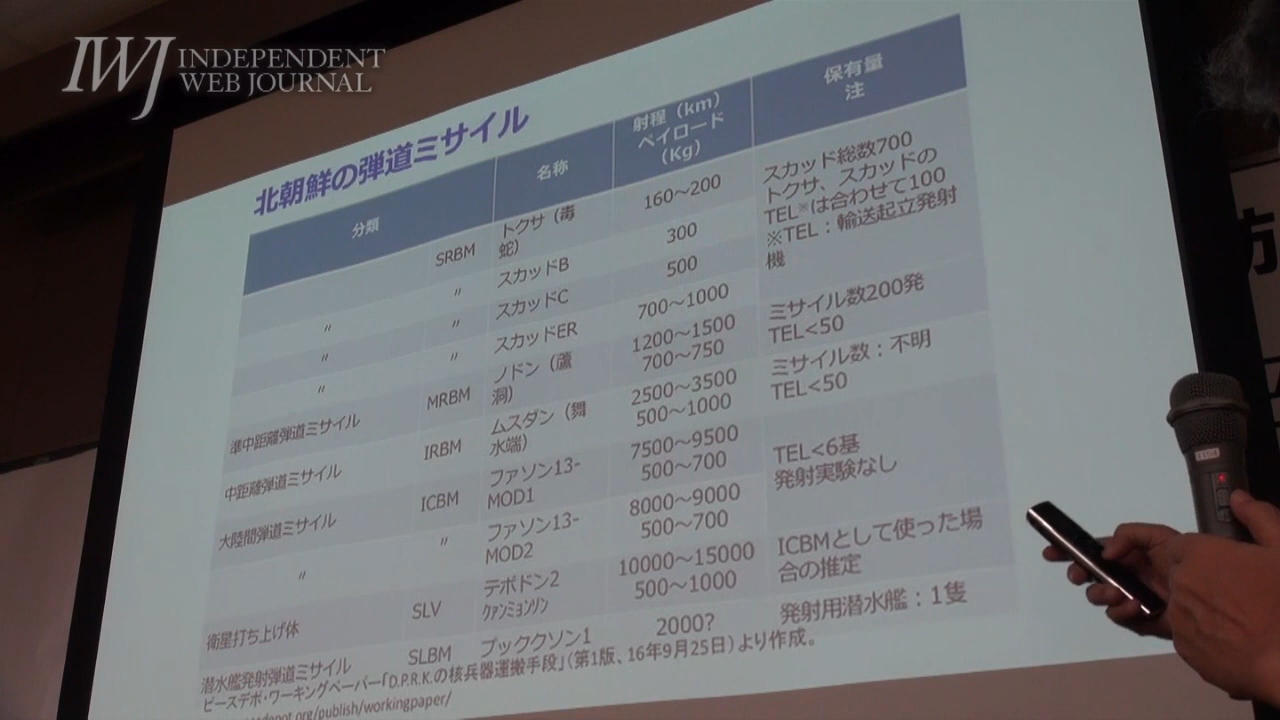 IWJ INDEPENDENT
WEB JOURNAL
北朝鮮の弾道ミサイル
分類 名称 射程（km）
ペイロード
（Kg） 保有量
注
SRBM トクサ（毒
蛇） 160～200 スカッド総数700
トクサ、スカッドの
TEL※は合わせて100
※TEL：輸送起立発射
機
〃 〃 スカッドB 300
〃 〃 スカッドC 500
〃 〃 スカッドER 700～1000
準中距離弾道ミサイル MRBM ノドン（蘆
洞） 1200～1500
700～750 ミサイル数200発
TEL<50
中距離弾道ミサイル IRBM ムスダン（舞
水端） 2500～3500
500～1000 ミサイル数：不明
TEL<50
大陸間弾道ミサイル ICBM ファソン13-
MOD1 7500～9500
500～700 TEL<6基
発射実験なし
〃 〃 ファソン13-
MOD2 8000～9000
500～700
衛星打ち上げ体 SLV テポドン2
ｸｧﾝﾐｮﾝｿﾝ 10000～15000
500～1000 ICBMとして使った場
合の推定
潜水艦発射弾道ミサイル SLBM プッククソン1 2000? 発射用潜水艦：1隻
ピースデポ・ワーキングペーパー「D.P.R.K.の核兵器運搬手段」（第1版、16年9月25日）より作成。
depot.org/publish/workingpaper/